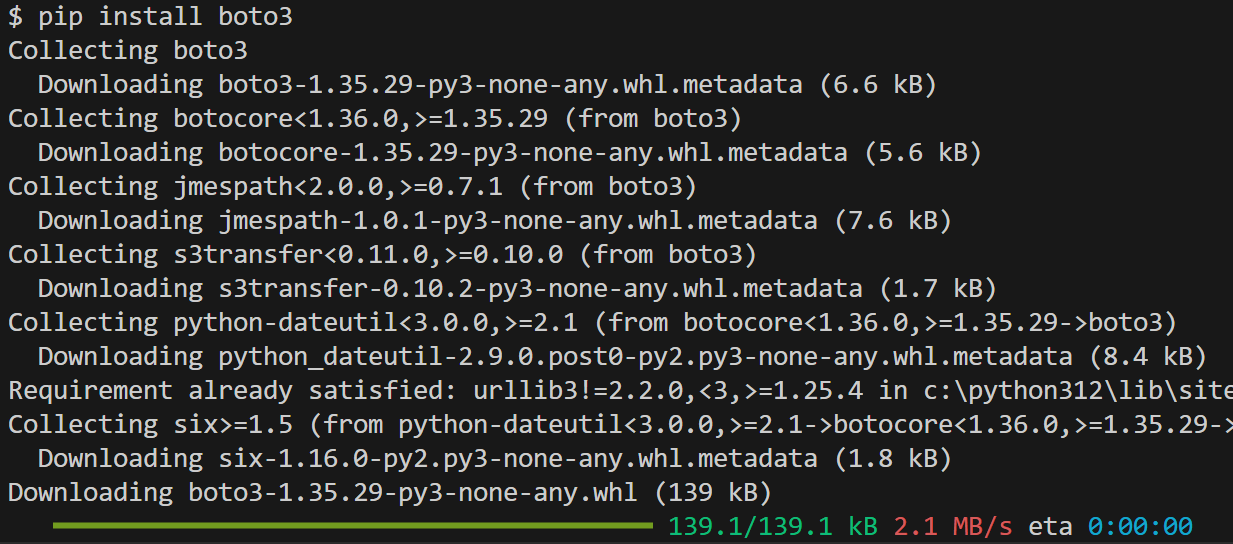 $ pip install boto3
Collecting boto3
  Downloading boto3-1.35.29-py3-none-any.whl.metadata (6.6 kB)
Collecting botocore<1.36.0,>=1.35.29 (from boto3)
  Downloading botocore-1.35.29-py3-none-any.whl.metadata (5.6 kB)
Collecting jmespath<2.0.0,>=0.7.1 (from boto3)
  Downloading jmespath-1.0.1-py3-none-any.whl.metadata (7.6 kB)
Collecting s3transfer<0.11.0,>=0.10.0 (from boto3)
  Downloading s3transfer-0.10.2-py3-none-any.whl.metadata (1.7 kB)
Collecting python-dateutil<3.0.0,>=2.1 (from botocore<1.36.0,>=1.35.29->boto3)
  Downloading python_dateutil-2.9.0.post0-py2.py3-none-any.whl.metadata (8.4 kB)
Requirement already satisfied: urllib3!=2.2.0,<3,>=1.25.4 in c:\python312\lib\site
Collecting six>=1.5 (from python-dateutil<3.0.0,>=2.1->botocore<1.36.0,>=1.35.29->
  Downloading six-1.16.0-py2.py3-none-any.whl.metadata (1.8 kB)
Downloading boto3-1.35.29-py3-none-any.whl (139 kB)
139.1/139.1 kB 2.1 MB/s eta 0:00:00